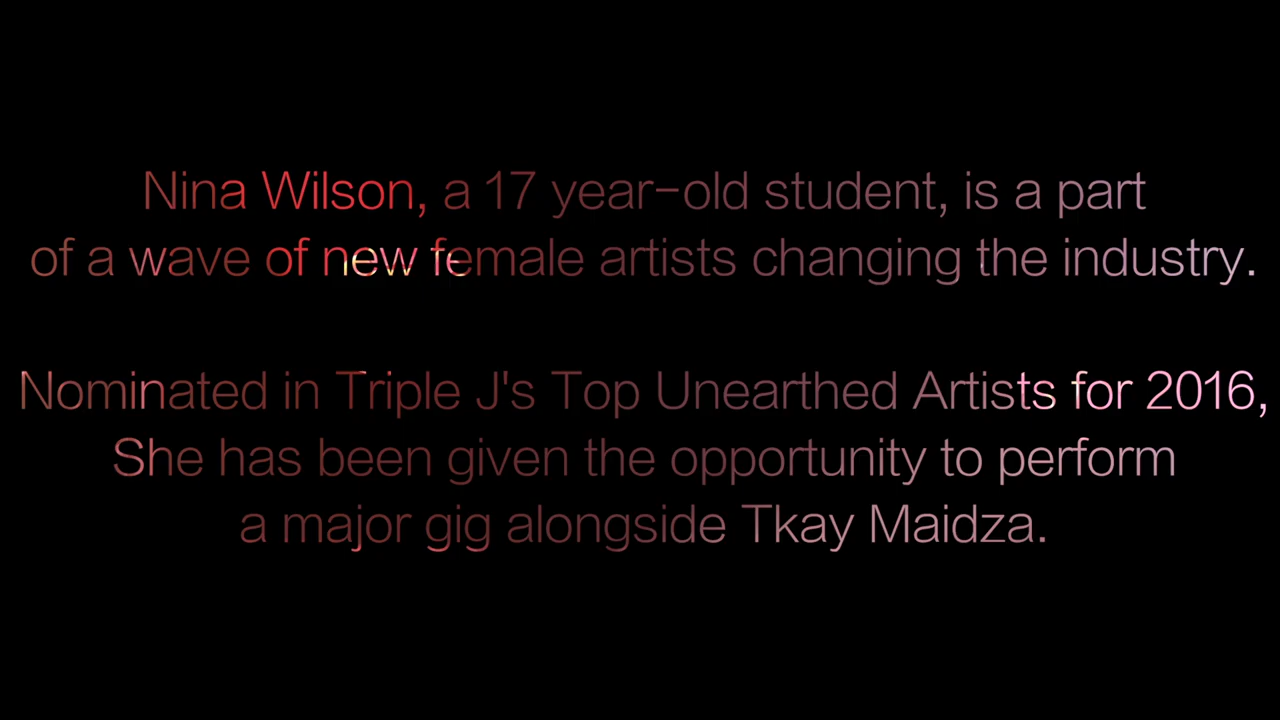 Nina Wilson, a 17 year-old student, is a part
of a wave of new female artists changing the industry.
Nominated in Triple J's Top Unearthed Artists for 2016,
She has been given the opportunity to perform
a major gig alongside Tkay Maidza.